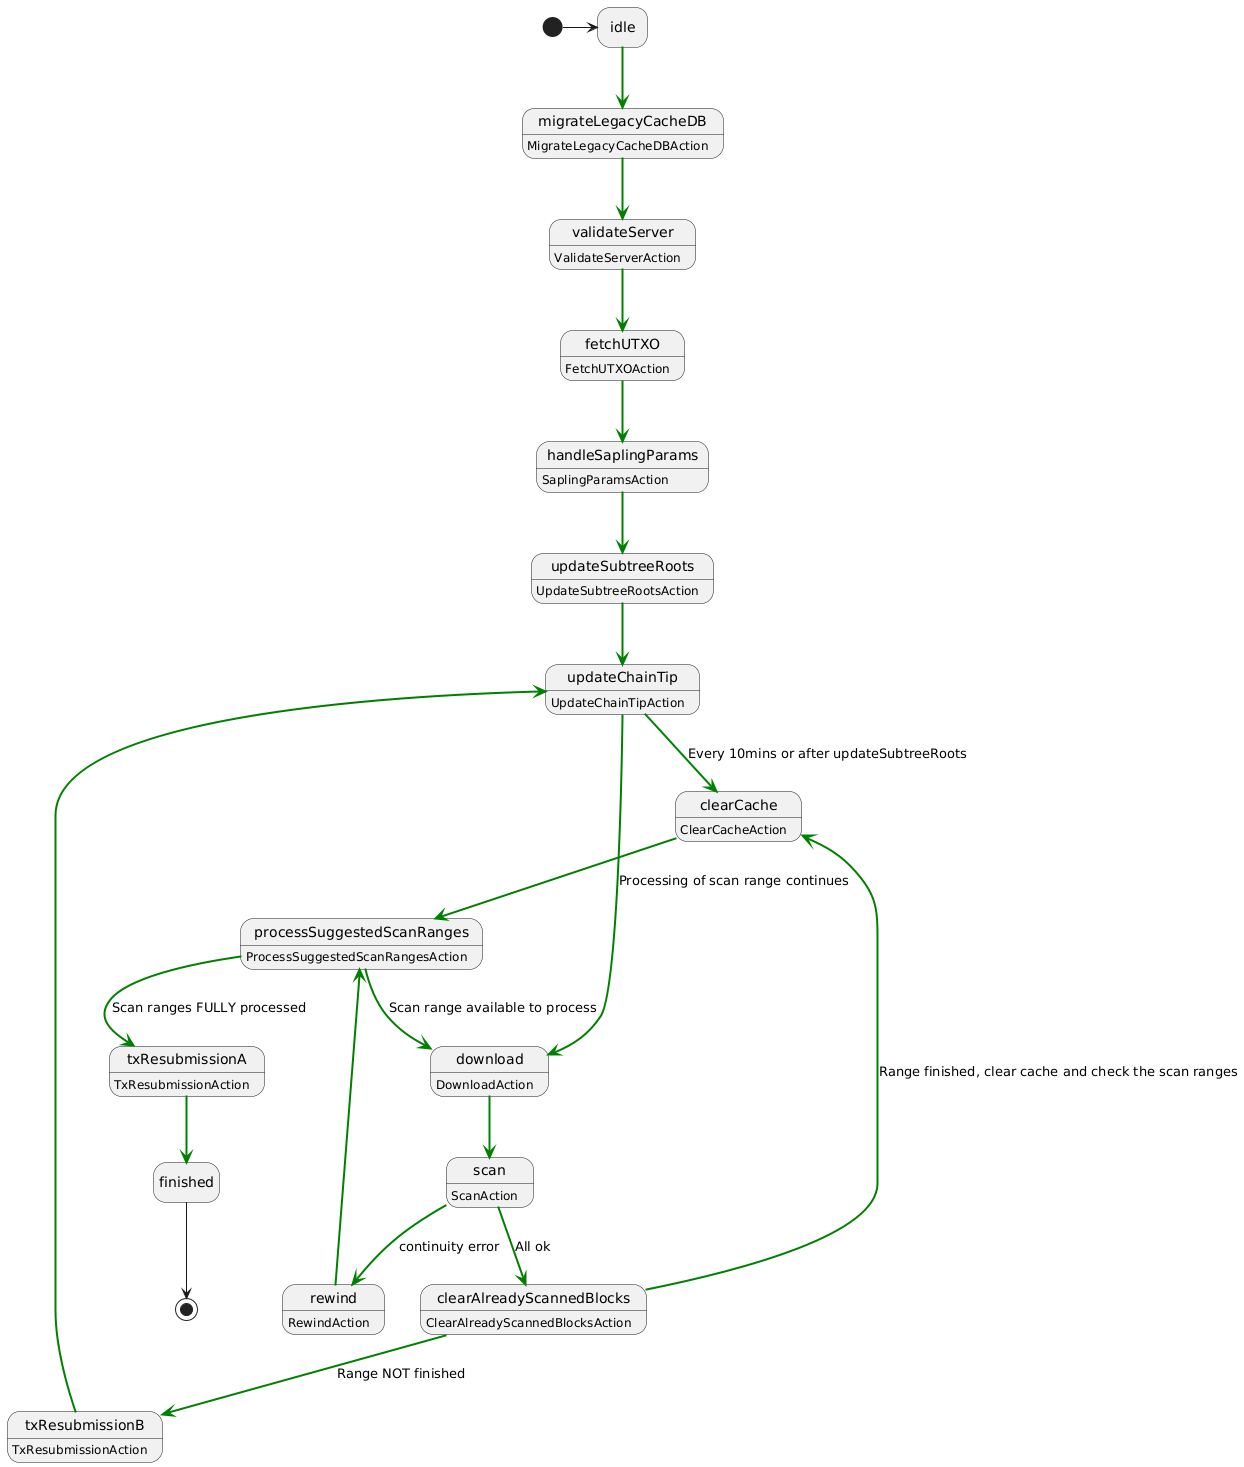 idle
migrateLegacyCacheDB
MigrateLegacyCacheDBAction
validateServer
ValidateServerAction
fetchUTXO
FetchUTXOAction
handleSaplingParams
SaplingParamsAction
updateSubtreeRoots
UpdateSubtreeRootsAction
updateChainTip
UpdateChainTipAction
Every 10mins or after updateSubtreeRoots
clearCache
ClearCacheAction
Processing of scan range continues
processSuggestedScanRanges
ProcessSuggestedScanRangesAction
Scan ranges FULLY processed
Scan range available to process
txResubmissionA
TxResubmissionAction
download
DownloadAction
Range finished, clear cache and check the scan ranges
scan
ScanAction
finished
continuity error
All ok
rewind
RewindAction
clearAlreadyScannedBlocks
ClearAlreadyScannedBlocksAction
Range NOT finished
txResubmissionB
TxResubmissionAction